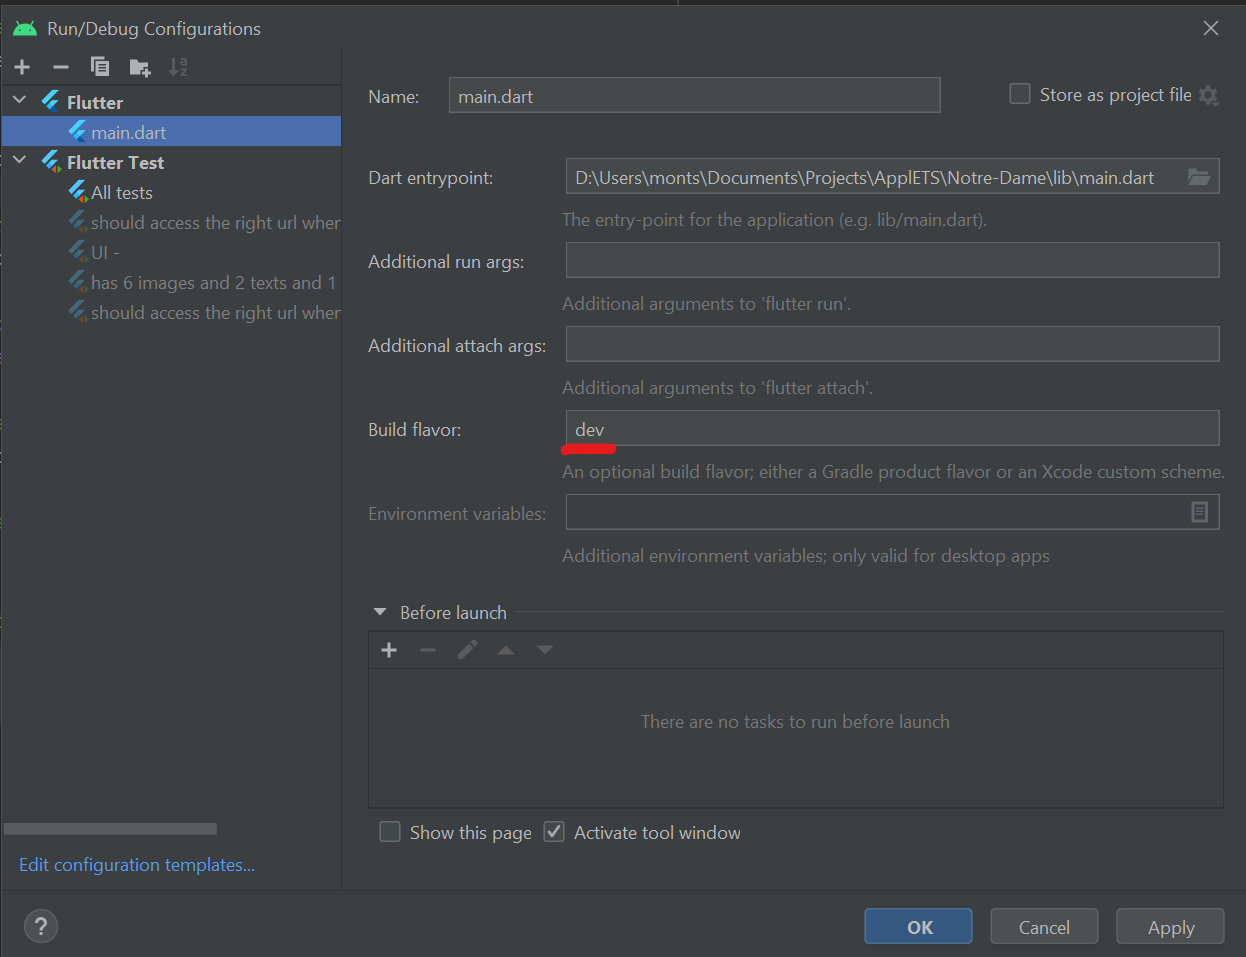 Run/Debug Configurations
Flutter
main.dart
Flutter Test
All tests
should access the right url wher
UI -
has 6 images and 2 texts and 1
should access the right url wher
Edit configuration templates...
Name: main.dart
Store as project file
Dart entrypoint: D:\Users\monts\Documents\Projects\ApplETS\Notre-Dame\lib\main.dart
The entry-point for the application (e.g. lib/main.dart).
Additional run args:
Additional arguments to 'flutter run'.
Additional attach args:
Additional arguments to 'flutter attach'.
Build flavor: dev
An optional build flavor; either a Gradle product flavor or an Xcode custom scheme.
Environment variables:
Additional environment variables; only valid for desktop apps
Before launch
There are no tasks to run before launch
Show this page Activate tool window
? OK Cancel Apply